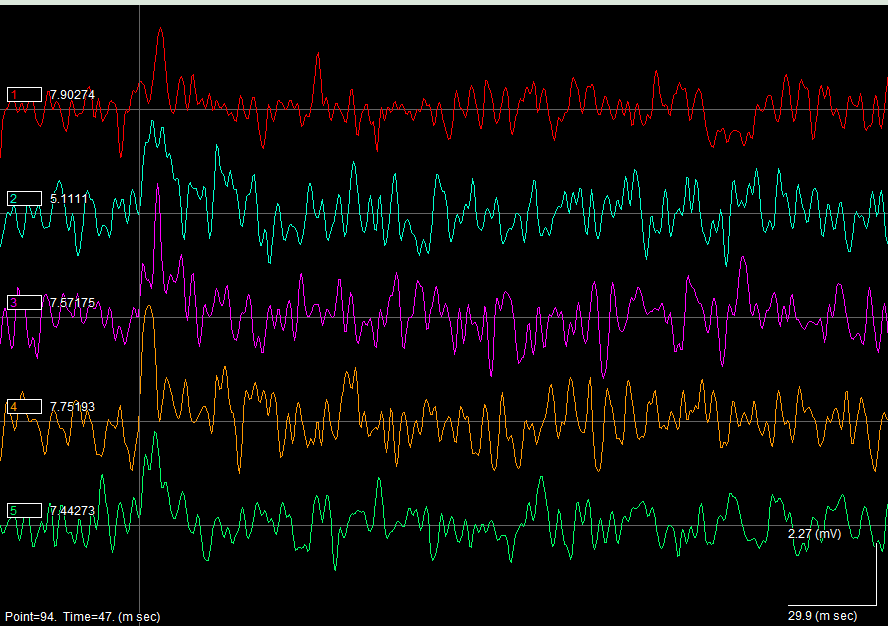 1 7.90274
2 5.1111
3 7.57175
4 7.75193
5 7.44273
2.27 (mV)
29.9 (m sec)
Point=94. Time=47. (m sec)